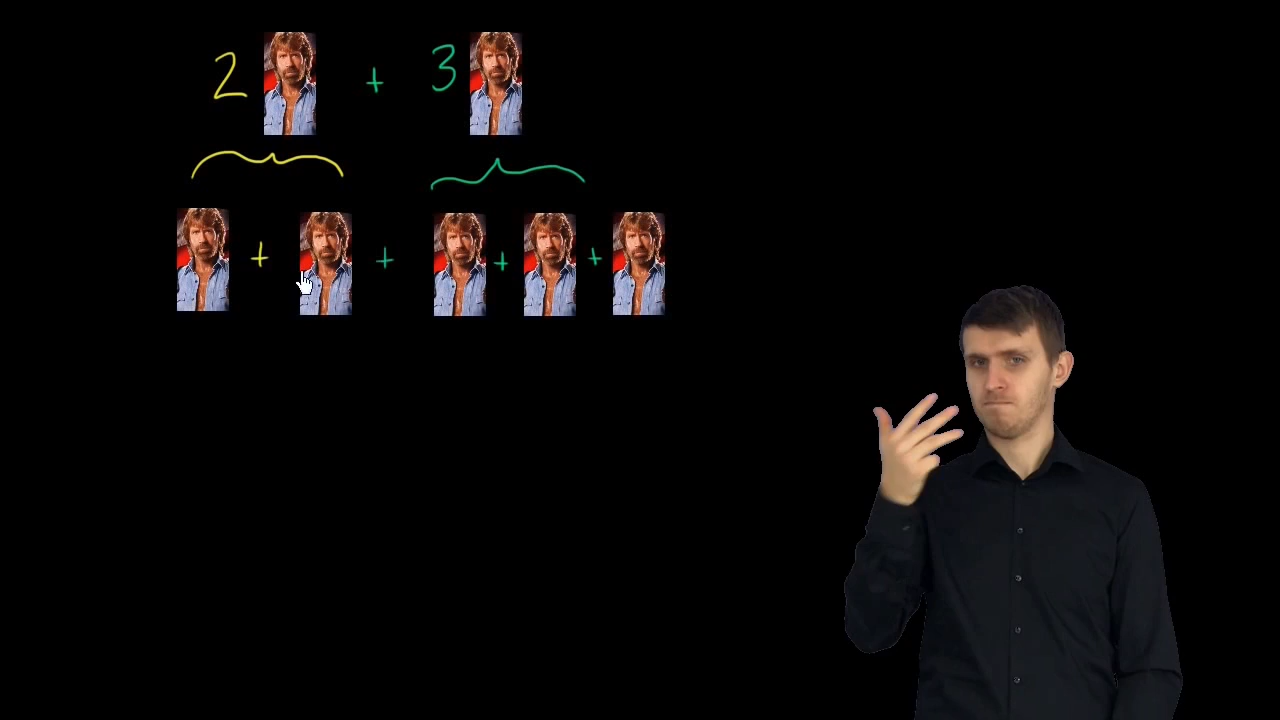 2 + 3
+ + + +